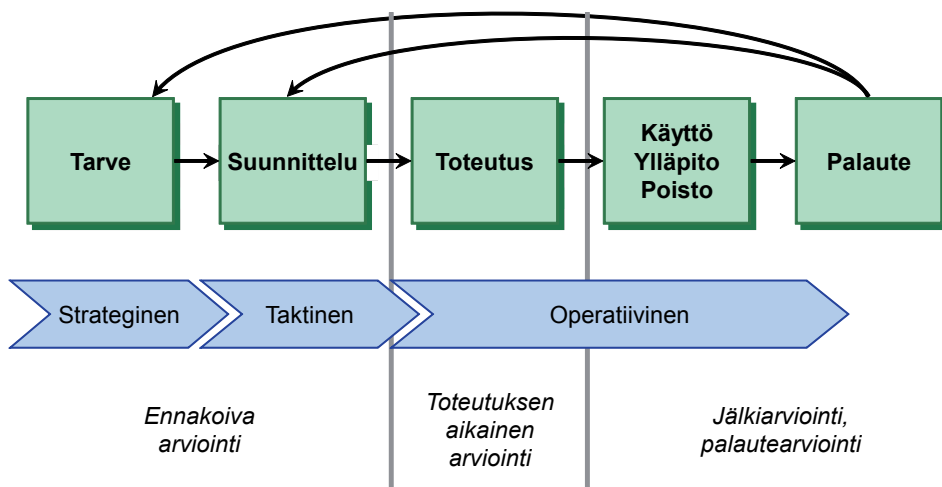 Tarve
Suunnittelu
Toteutus
Käyttö
Ylläpito
Poisto
Palaute
Strateginen
Taktinen
Operatiivinen
Ennakoiva
arviointi
Toteutuksen
aikainen
arviointi
Jälkiarviointi,
palautearviointi